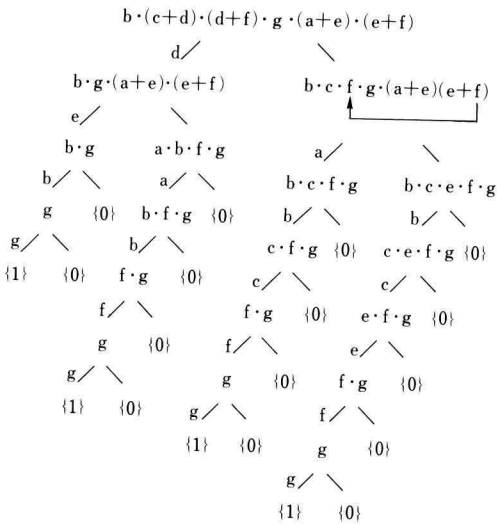 b·(c+d)·(d+f)·g·(a+e)·(e+f)
d
b·g·(a+e)·(e+f) b·c·f·g·(a+e)(e+f)
e
b·g a·b·f·g a
b a b·c·f·g b·c·e·f·g
g {0} b·f·g {0} b b
g b c·f·g {0} c·e·f·g {0}
{1} {0} f·g {0} c c
f f·g {0} e·f·g {0}
g {0} f e
g g {0} f·g {0}
{1} {0} g f
{1} {0} g {0}
g
{1} {0}